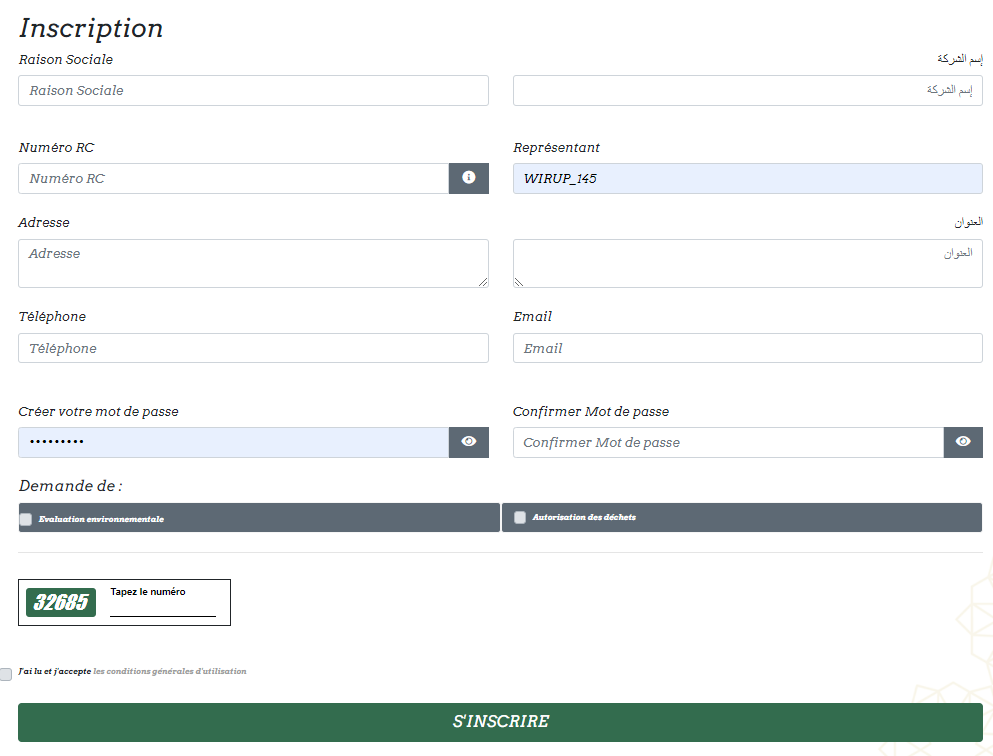 Inscription
Raison Sociale
إسم الشركة
Raison Sociale
إسم الشركة
Numéro RC
Représentant
Numéro RC
WIRUP_145
Adresse
العنوان
Adresse
العنوان
Téléphone
Email
Téléphone
Email
Créer votre mot de passe
Confirmer Mot de passe
•••••••••
Confirmer Mot de passe
Demande de :
Evaluation environnementale
Autorisation des déchets
32685
Tapez le numéro
J'ai lu et j'accepte les conditions générales d'utilisation
S'INSCRIRE